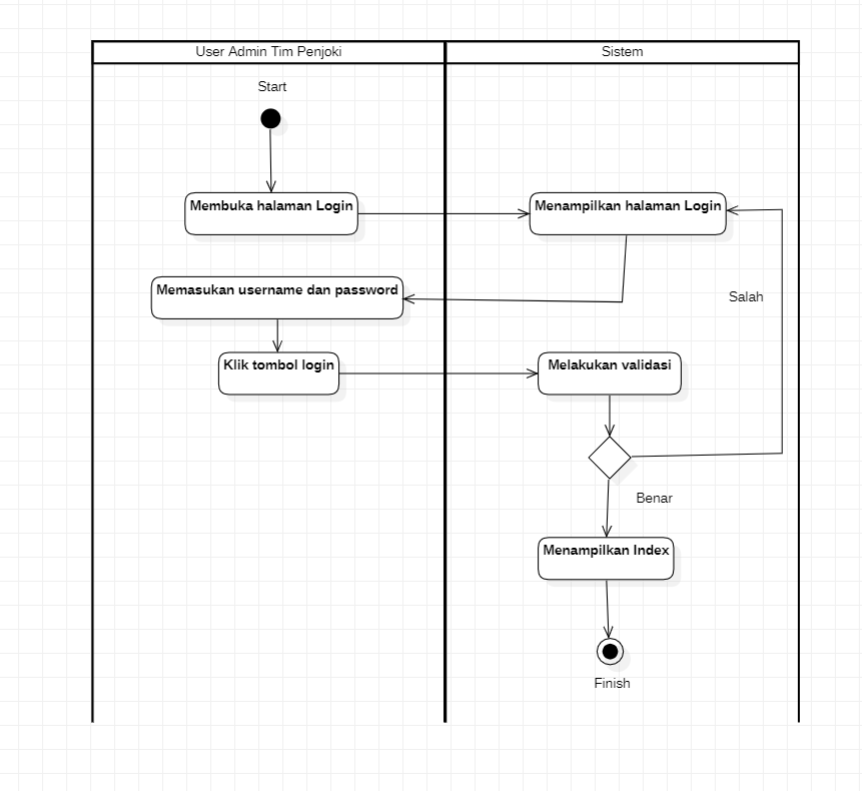 User Admin Tim Penjoki
Sistem
Start
Membuka halaman Login
Menampilkan halaman Login
Memasukan username dan password
Salah
Klik tombol login
Melakukan validasi
Benar
Menampilkan Index
Finish